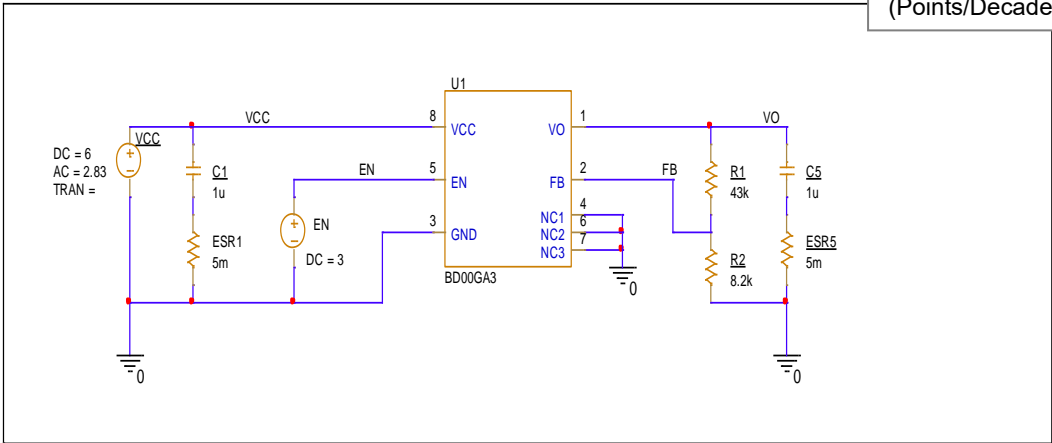 (Points/Decade
U1
VCC
8
VCC
VO
1
VO
VCC
DC = 6
AC = 2.83
TRAN =
C1
1u
EN
5
EN
FB
2
FB
R1
43k
C5
1u
EN
DC = 3
ESR1
5m
3
GND
NC1
4
NC2
6
NC3
7
BD00GA3
0
R2
8.2k
ESR5
5m
0
0